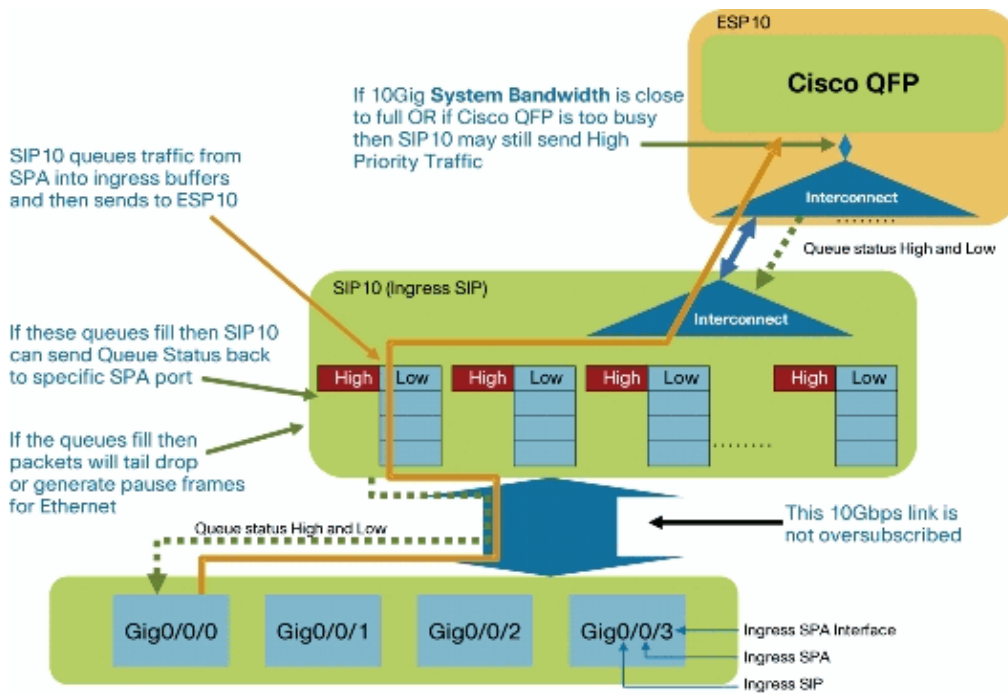 ESP10
Cisco QFP
If 10Gig System Bandwidth is close
to full OR if Cisco QFP is too busy
then SIP10 may still send High
Priority Traffic
SIP10 queues traffic from
SPA into ingress buffers
and then sends to ESP10
Interconnect
Queue status High and Low
SIP10 (Ingress SIP)
Interconnect
If these queues fill then SIP10
can send Queue Status back
to specific SPA port
High Low High Low High Low High Low
If the queues fill then
packets will tail drop
or generate pause frames
for Ethernet
Queue status High and Low
This 10Gbps link is
not oversubscribed
Gig0/0/0 Gig0/0/1 Gig0/0/2 Gig0/0/3
Ingress SPA Interface
Ingress SPA
Ingress SIP